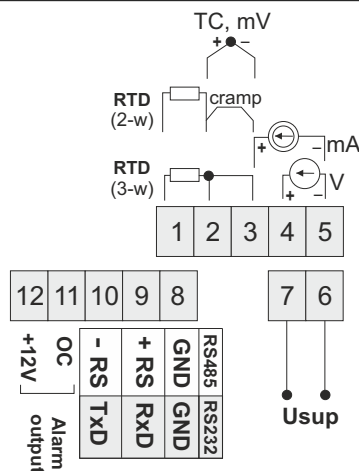 TC, mV
+ −
RTD
(2-w)
cramp
+ − mA
RTD
(3-w)
+ − V
1 2 3 4 5
12 11 10 9 8
7 6
+12V
OC
- RS
+ RS
GND
RS485
TxD
RxD
GND
RS232
Alarm
output
Usup